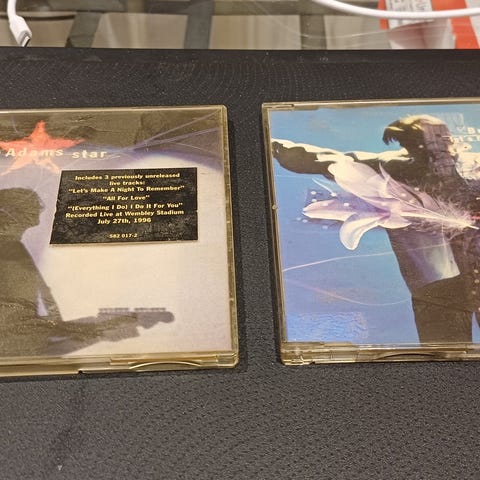 Adams star
Includes 3 previously unreleased
live tracks:
"Let's Make A Night To Remember"
"All For Love"
"(Everything I Do) I Do It For You"
Recorded Live at Wembley Stadium
July 27th, 1996
582 017-2